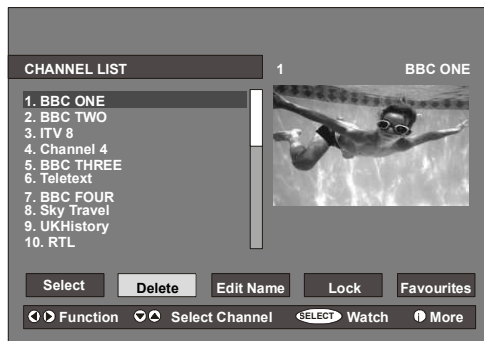 CHANNEL LIST
1 BBC ONE
1. BBC ONE
2. BBC TWO
3. ITV 8
4. Channel 4
5. BBC THREE
6. Teletext
7. BBC FOUR
8. Sky Travel
9. UKHistory
10. RTL
Select Delete Edit Name Lock Favourites
Function Select Channel SELECT Watch i More